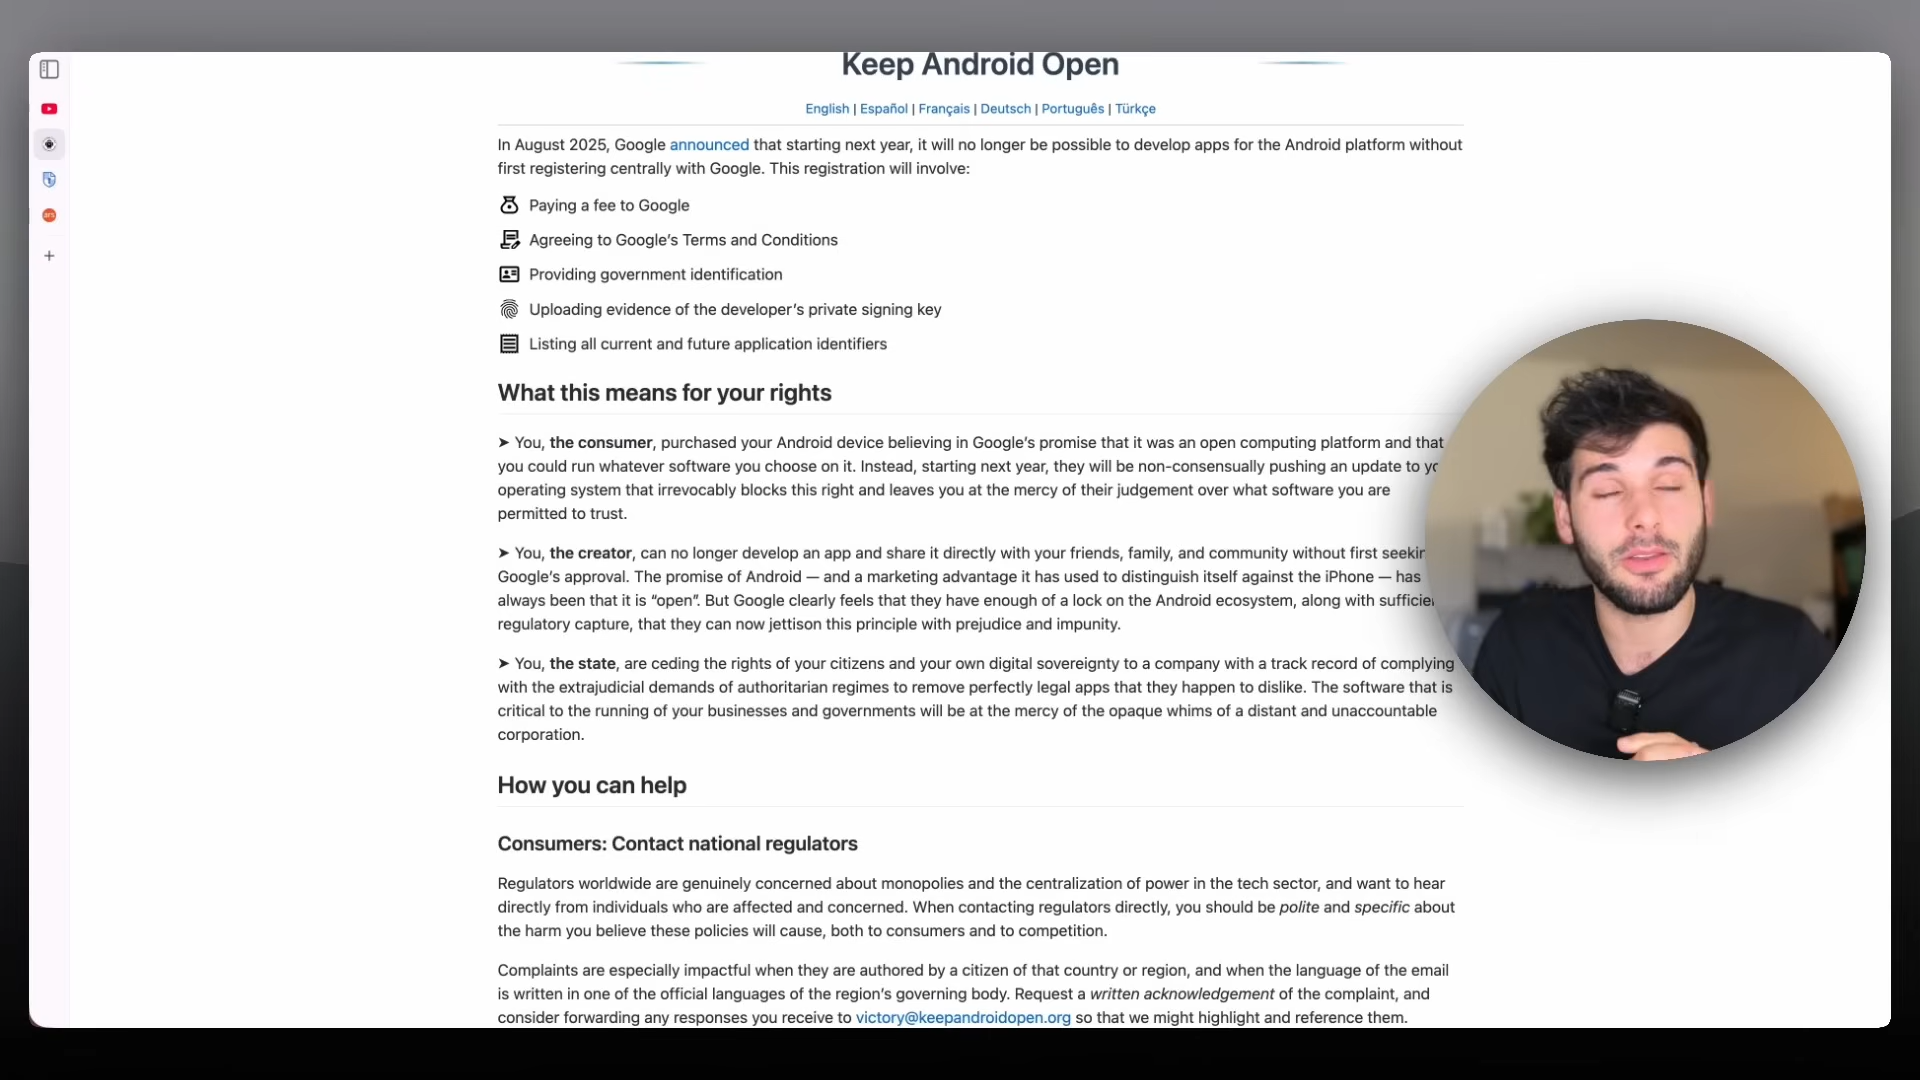 Keep Android Open
English | Español | Français | Deutsch | Português | Türkçe
In August 2025, Google announced that starting next year, it will no longer be possible to develop apps for the Android platform without
first registering centrally with Google. This registration will involve:
Paying a fee to Google
Agreeing to Google’s Terms and Conditions
Providing government identification
Uploading evidence of the developer’s private signing key
Listing all current and future application identifiers
What this means for your rights
➤ You, the consumer, purchased your Android device believing in Google’s promise that it was an open computing platform and that
you could run whatever software you choose on it. Instead, starting next year, they will be non-consensually pushing an update to
operating system that irrevocably blocks this right and leaves you at the mercy of their judgement over what software you are
permitted to trust.
➤ You, the creator, can no longer develop an app and share it directly with your friends, family, and community without first
Google’s approval. The promise of Android — and a marketing advantage it has used to distinguish itself against the iPhone — has
always been that it is “open”. But Google clearly feels that they have enough of a lock on the Android ecosystem, along with
regulatory capture, that they can now jettison this principle with prejudice and impunity.
➤ You, the state, are ceding the rights of your citizens and your own digital sovereignty to a company with a track record of complying
with the extrajudicial demands of authoritarian regimes to remove perfectly legal apps that they happen to dislike. The software that is
critical to the running of your businesses and governments will be at the mercy of the opaque whims of a distant and unaccountable
corporation.
How you can help
Consumers: Contact national regulators
Regulators worldwide are genuinely concerned about monopolies and the centralization of power in the tech sector, and want to hear
directly from individuals who are affected and concerned. When contacting regulators directly, you should be polite and specific about
the harm you believe these policies will cause, both to consumers and to competition.
Complaints are especially impactful when they are authored by a citizen of that country or region, and when the language of the email
is written in one of the official languages of the region’s governing body. Request a written acknowledgement of the complaint, and
consider forwarding any responses you receive to victory@keepandroidopen.org so that we might highlight and reference them.